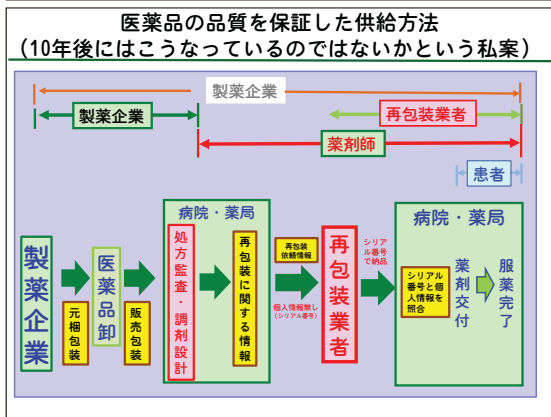 医薬品の品質を保証した供給方法
（10年後にはこうなっているのではないかという私案）
製薬企業
製薬企業
再包装業者
薬剤師
患者
製薬企業
元梱包装
医薬品卸
販売包装
病院・薬局
処方監査・調剤設計
再包装に関する情報
再包装
依頼情報
個人情報無し
（シリアル番号）
再包装業者
シリア
ル番号
で納品
病院・薬局
シリアル
番号と個
人情報を
照合
薬剤交付
服薬完了